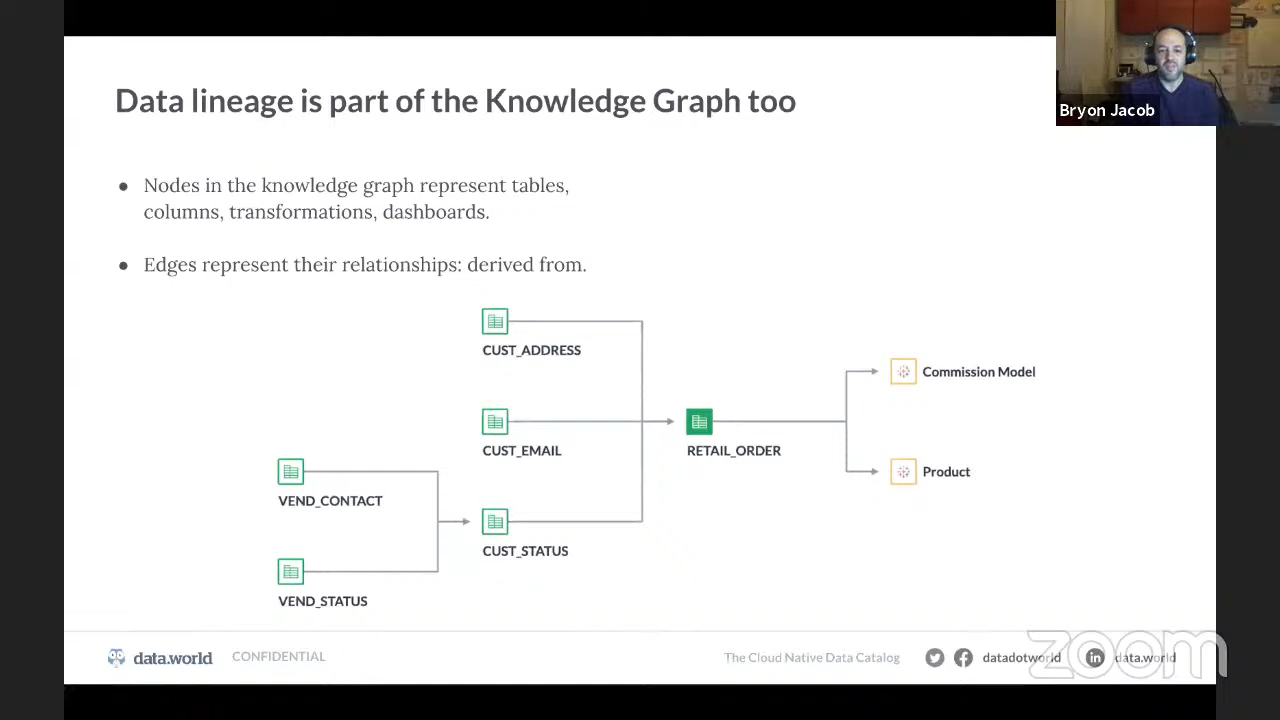 Data lineage is part of the Knowledge Graph too
Bryon Jacob
● Nodes in the knowledge graph represent tables,
columns, transformations, dashboards.
● Edges represent their relationships: derived from.
CUST_ADDRESS
Commission Model
CUST_EMAIL
RETAIL_ORDER
Product
VEND_CONTACT
CUST_STATUS
VEND_STATUS
data.world CONFIDENTIAL The Cloud Native Data Catalog datadotworld data.world
zoom